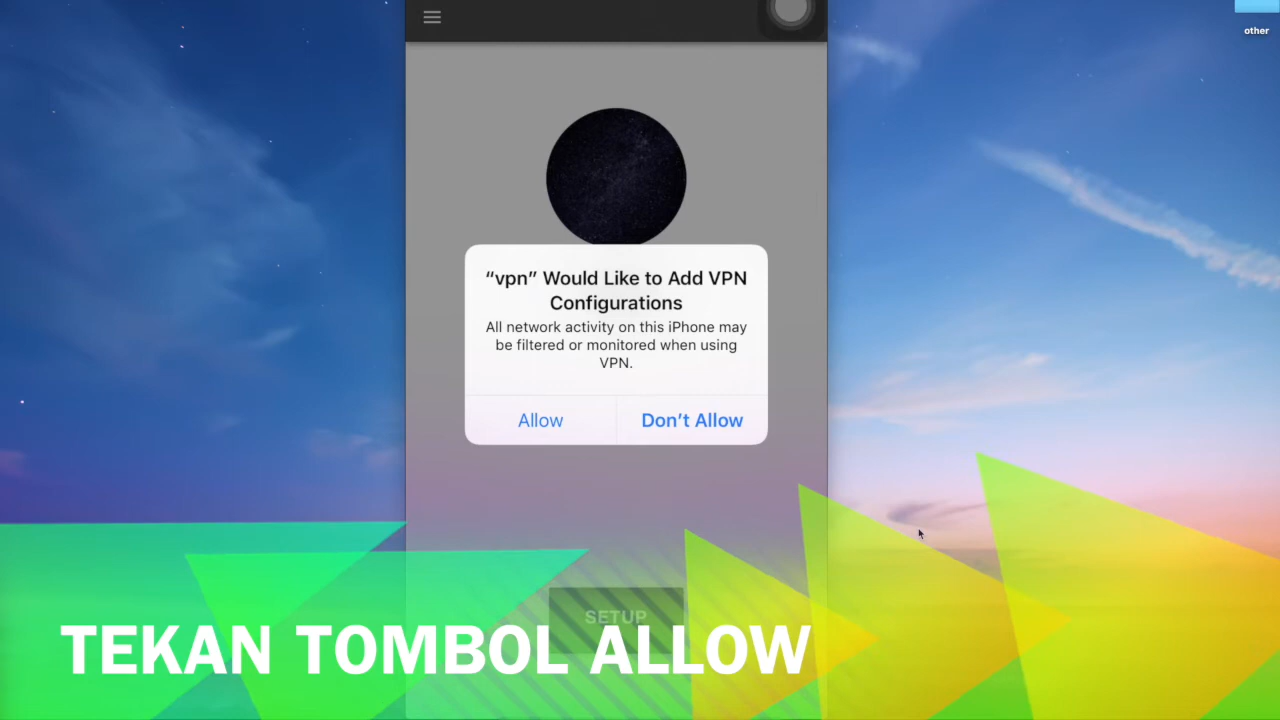 other
“vpn” Would Like to Add VPN
Configurations
All network activity on this iPhone may
be filtered or monitored when using
VPN.
Allow
Don’t Allow
SETUP
TEKAN TOMBOL ALLOW